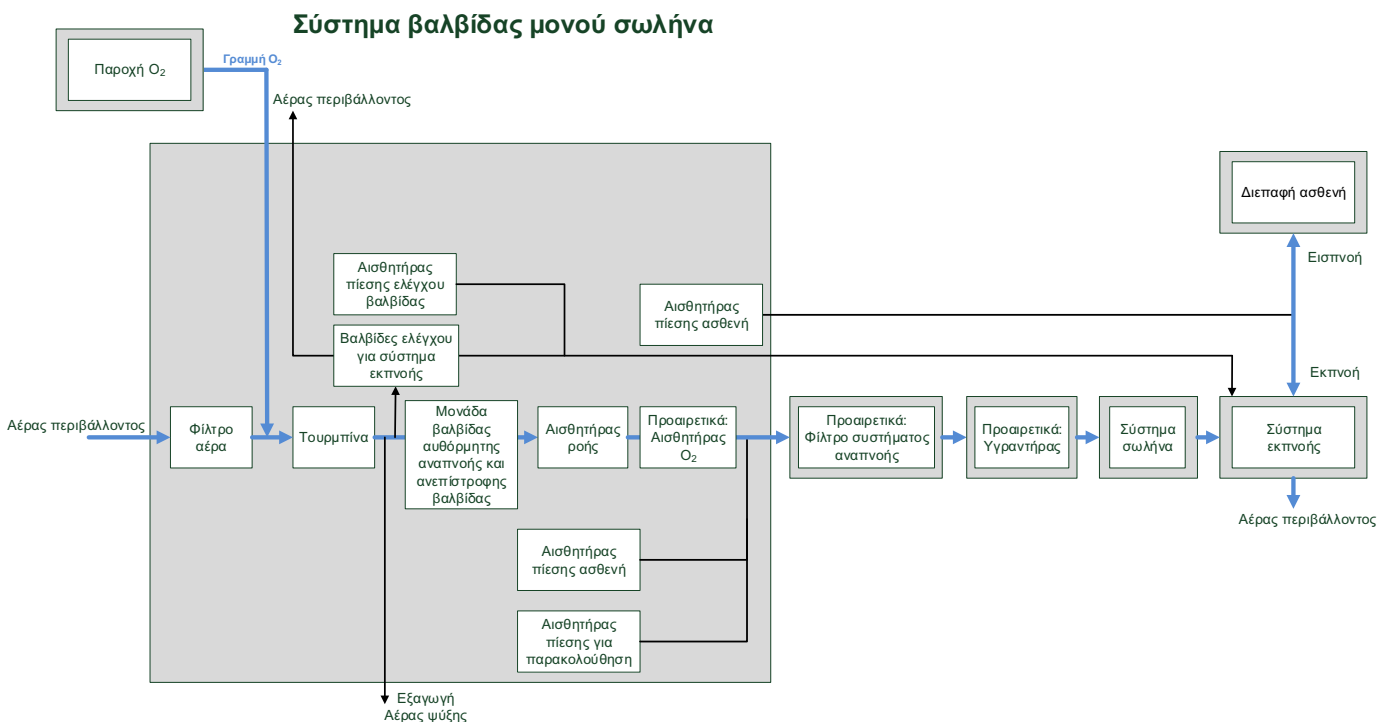 Σύστημα βαλβίδας μονού σωλήνα
Παροχή O₂
Γραμμή O₂
Αέρας περιβάλλοντος
Διεπαφή ασθενή
Εισπνοή
Αισθητήρας
πίεσης ελέγχου
βαλβίδας
Αισθητήρας
πίεσης ασθενή
Βαλβίδες ελέγχου
για σύστημα
εκπνοής
Εκπνοή
Αέρας περιβάλλοντος
Φίλτρο
αέρα
Τουρμπίνα
Μονάδα
βαλβίδας
αυθόρμητης
αναπνοής και
ανεπίστροφης
βαλβίδας
Αισθητήρας
ροής
Προαιρετικά:
Αισθητήρας
O₂
Προαιρετικά:
Φίλτρο συστήματος
αναπνοής
Προαιρετικά:
Υγραντήρας
Σύστημα
σωλήνα
Σύστημα
εκπνοής
Αέρας περιβάλλοντος
Αισθητήρας
πίεσης ασθενή
Αισθητήρας
πίεσης για
παρακολούθηση
Εξαγωγή
Αέρας ψύξης